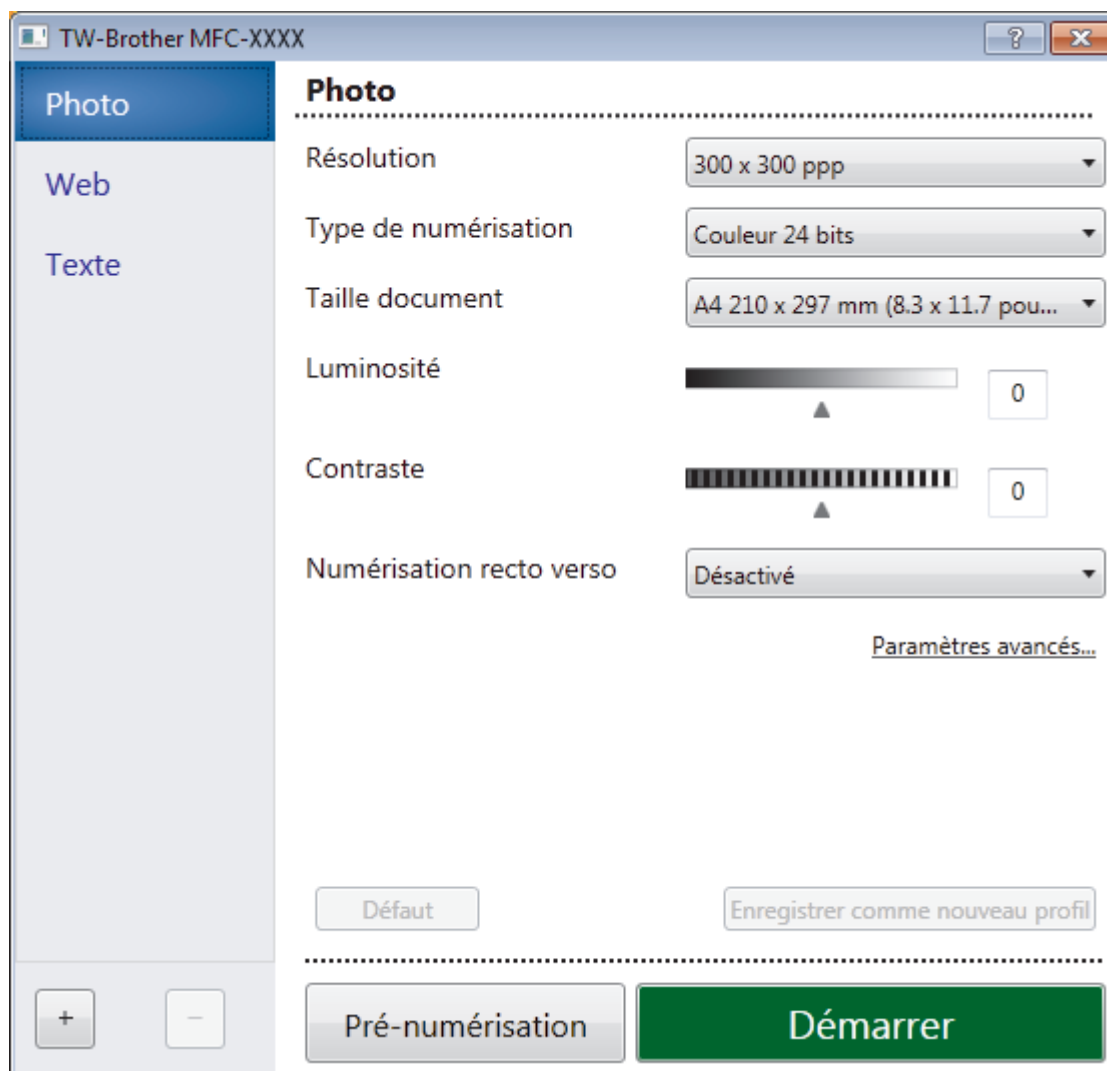 TW-Brother MFC-XXXX
Photo
Web
Texte
Photo
Résolution
300 x 300 ppp
Type de numérisation
Couleur 24 bits
Taille document
A4 210 x 297 mm (8.3 x 11.7 pou...
Luminosité
0
Contraste
0
Numérisation recto verso
Désactivé
Paramètres avancés...
Défaut
Enregistrer comme nouveau profil
+
−
Pré-numérisation
Démarrer